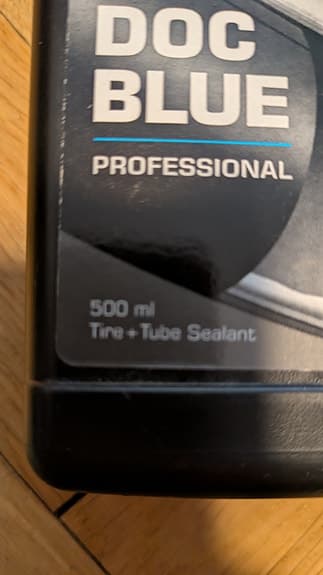 DOC
BLUE
PROFESSIONAL
500 ml
Tire + Tube Sealant